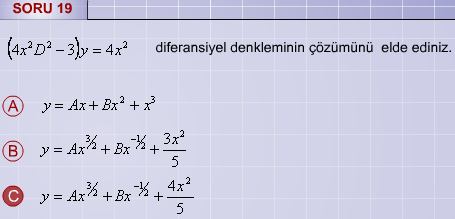 SORU 19
(4x²D² – 3)y = 4x² diferansiyel denkleminin çözümünü elde ediniz.
A y = Ax + Bx² + x³
B y = Ax^{3/2} + Bx^{-1/2} + 3x²/5
C y = Ax^{3/2} + Bx^{-1/2} + 4x²/5